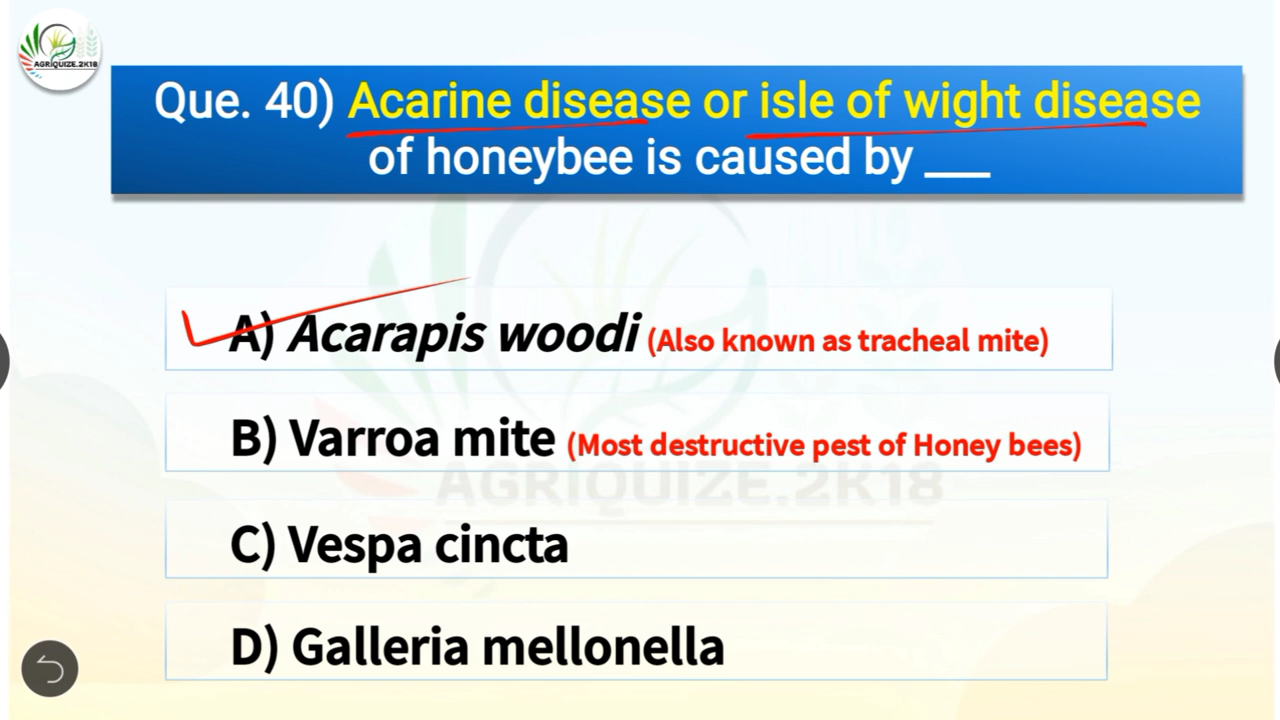 AGRIQUIZE.2K18
Que. 40) Acarine disease or isle of wight disease
of honeybee is caused by ___
A) Acarapis woodi (Also known as tracheal mite)
B) Varroa mite (Most destructive pest of Honey bees)
AGRIQUIZE.2K18
C) Vespa cincta
D) Galleria mellonella